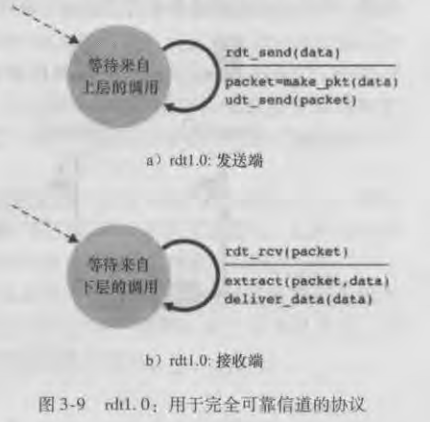 等待来自
上层的调用
rdt_send(data)
packet=make_pkt(data)
udt_send(packet)
a）rdt1.0: 发送端
等待来自
下层的调用
rdt_rcv(packet)
extract(packet,data)
deliver_data(data)
b）rdt1.0: 接收端
图 3-9 rdt1.0：用于完全可靠信道的协议